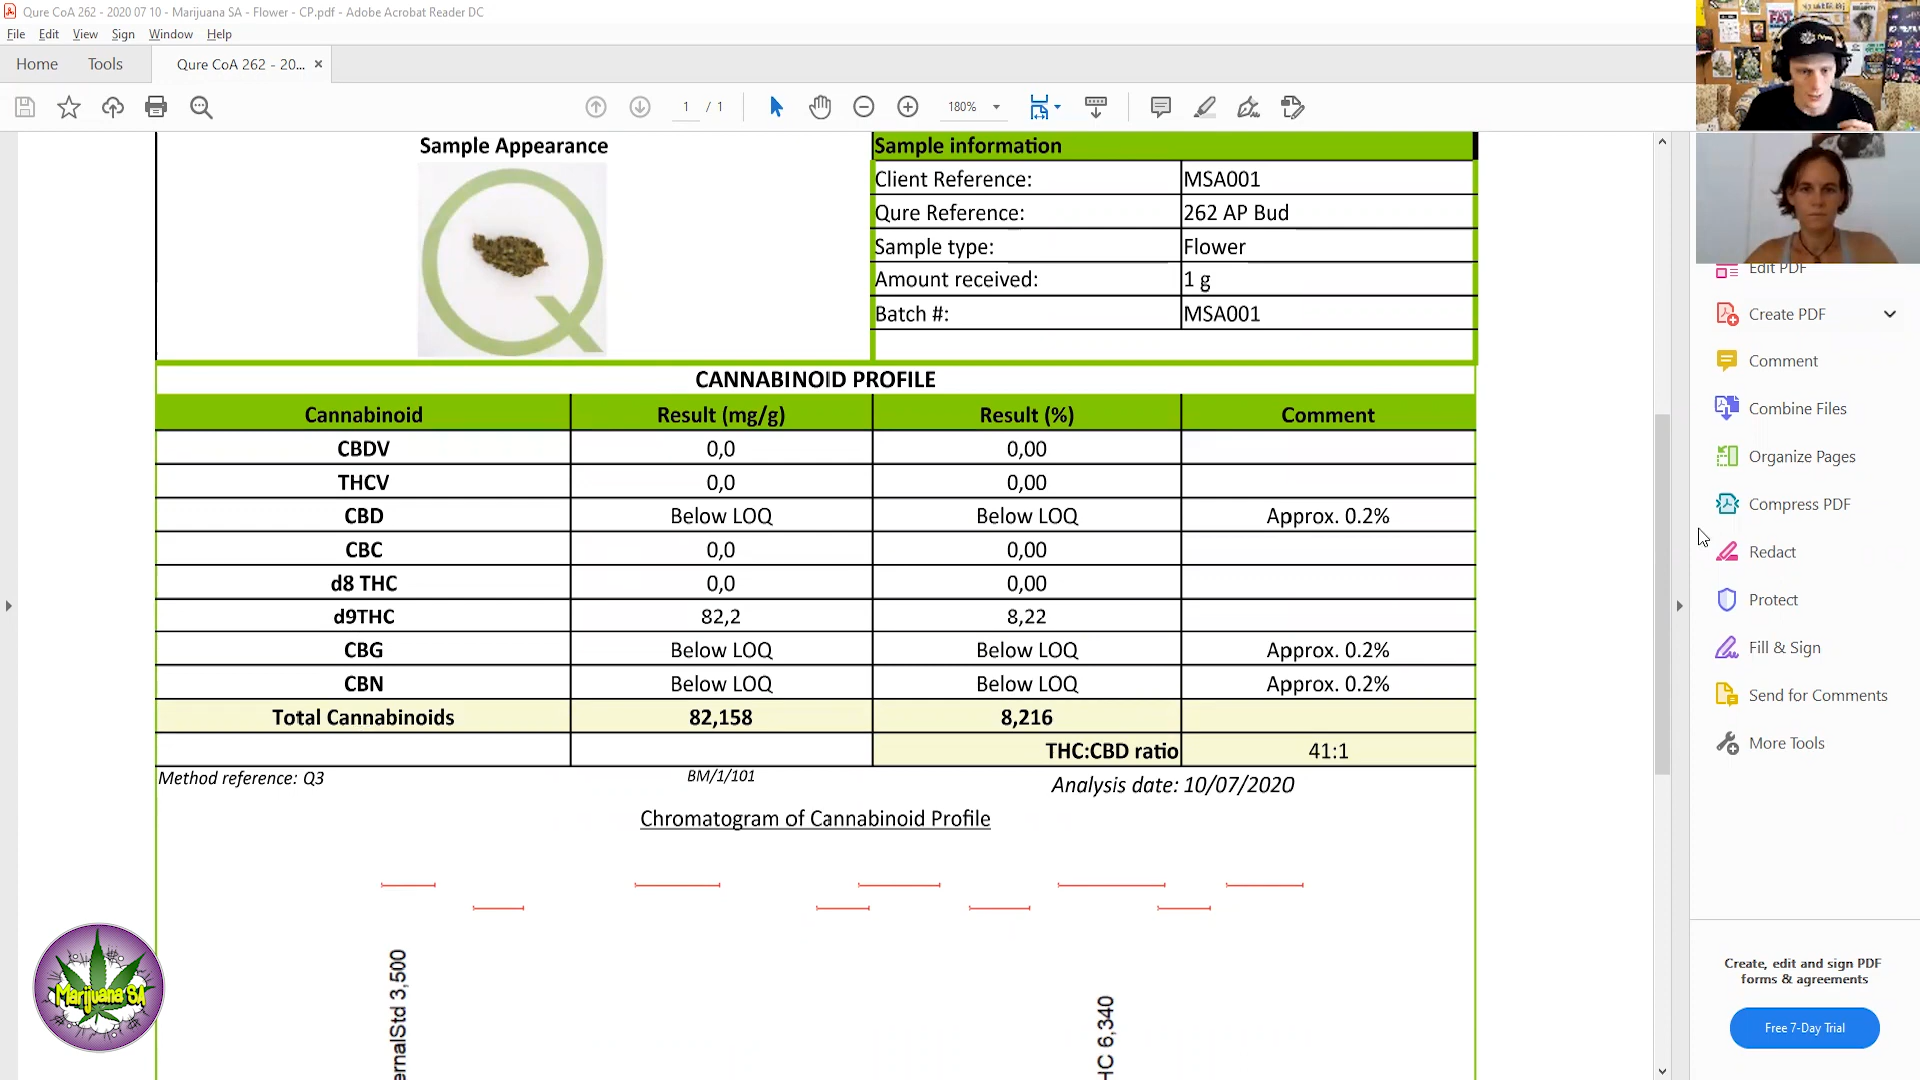 Qure CoA 262 - 2020 07 10 - Marijuana SA - Flower - CP.pdf - Adobe Acrobat Reader DC
File Edit View Sign Window Help
Home Tools Qure CoA 262 - 20... ×
1 / 1 180%
Sample Appearance
Sample information
Client Reference: MSA001
Qure Reference: 262 AP Bud
Sample type: Flower
Amount received: 1 g
Batch #: MSA001
CANNABINOID PROFILE
Cannabinoid Result (mg/g) Result (%) Comment
CBDV 0,0 0,00
THCV 0,0 0,00
CBD Below LOQ Below LOQ Approx. 0.2%
CBC 0,0 0,00
d8 THC 0,0 0,00
d9THC 82,2 8,22
CBG Below LOQ Below LOQ Approx. 0.2%
CBN Below LOQ Below LOQ Approx. 0.2%
Total Cannabinoids 82,158 8,216
THC:CBD ratio 41:1
Method reference: Q3 BM/1/101 Analysis date: 10/07/2020
Chromatogram of Cannabinoid Profile
ernalStd 3,500
HC 6,340
Marijuana SA
Edit PDF
Create PDF
Comment
Combine Files
Organize Pages
Compress PDF
Redact
Protect
Fill & Sign
Send for Comments
More Tools
Create, edit and sign PDF
forms & agreements
Free 7-Day Trial